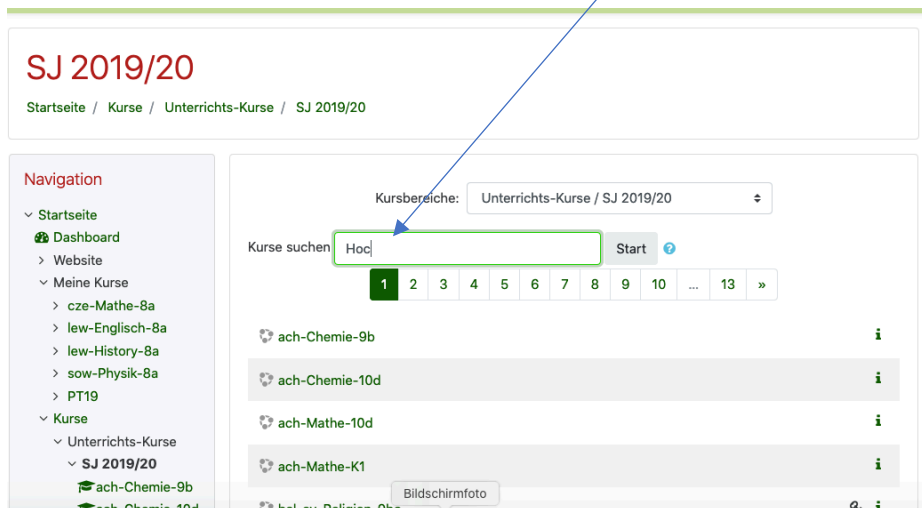 SJ 2019/20
Startseite / Kurse / Unterrichts-Kurse / SJ 2019/20
Navigation
Startseite
Dashboard
Website
Meine Kurse
cze-Mathe-8a
lew-Englisch-8a
lew-History-8a
sow-Physik-8a
PT19
Kurse
Unterrichts-Kurse
SJ 2019/20
ach-Chemie-9b
ach-Chemie-10d
Kursbereiche: Unterrichts-Kurse / SJ 2019/20
Kurse suchen Hoc Start
1 2 3 4 5 6 7 8 9 10 ... 13 »
ach-Chemie-9b
ach-Chemie-10d
ach-Mathe-10d
ach-Mathe-K1
Bildschirmfoto